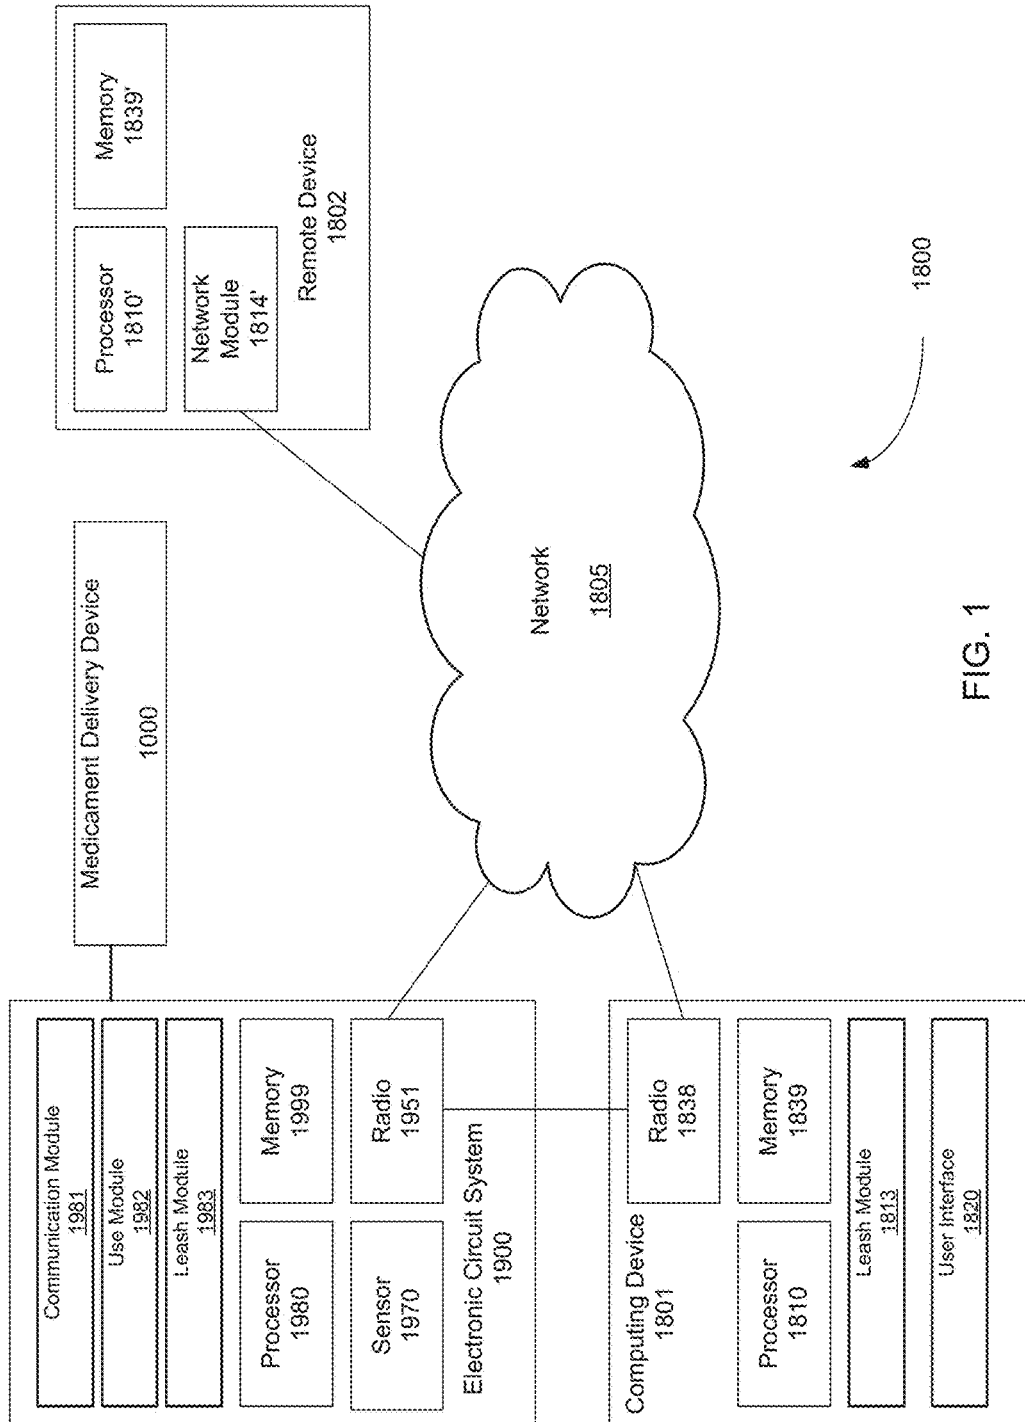 Communication Module
1981
Use Module
1982
Leash Module
1983
Processor
1980
Memory
1999
Sensor
1970
Radio
1951
Electronic Circuit System
1900
Medicament Delivery Device
1000
Processor
1810'
Memory
1839'
Network
Module
1814'
Remote Device
1802
Computing Device
1801
Radio
1838
Processor
1810
Memory
1839
Leash Module
1813
User Interface
1820
Network
1805
1800
FIG. 1